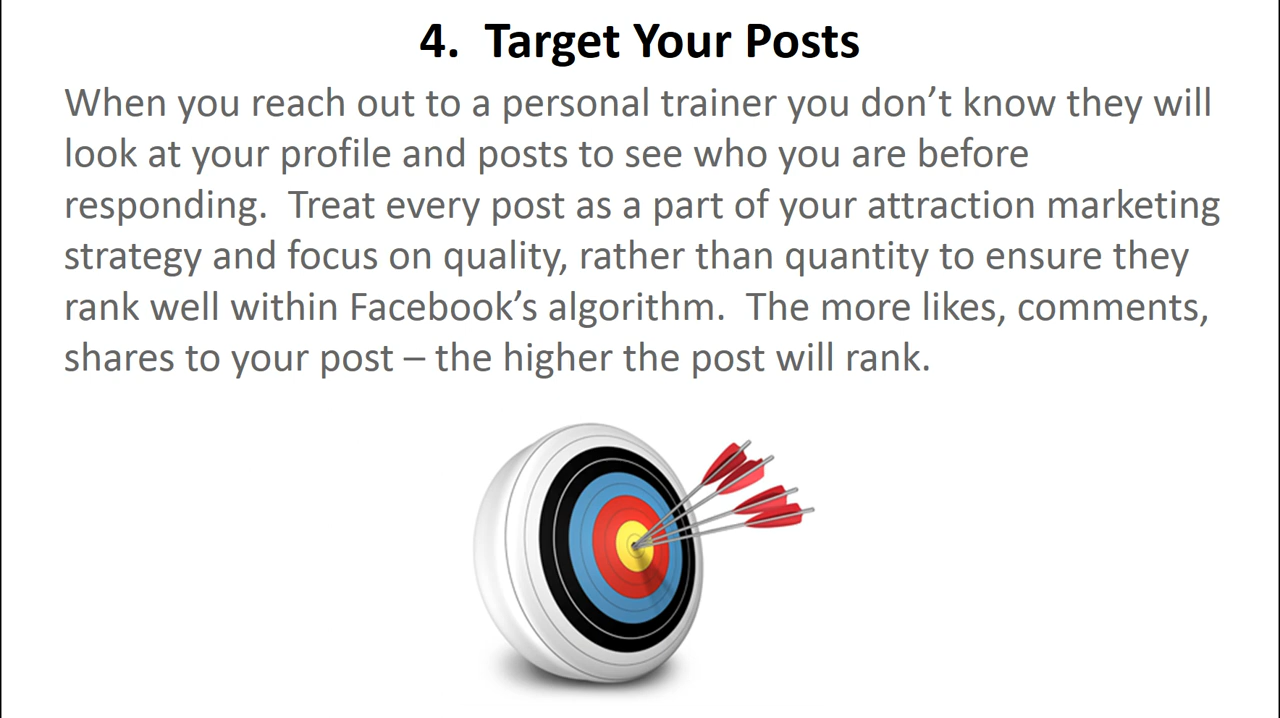 4.  Target Your Posts
When you reach out to a personal trainer you don’t know they will
look at your profile and posts to see who you are before
responding.  Treat every post as a part of your attraction marketing
strategy and focus on quality, rather than quantity to ensure they
rank well within Facebook’s algorithm.  The more likes, comments,
shares to your post – the higher the post will rank.